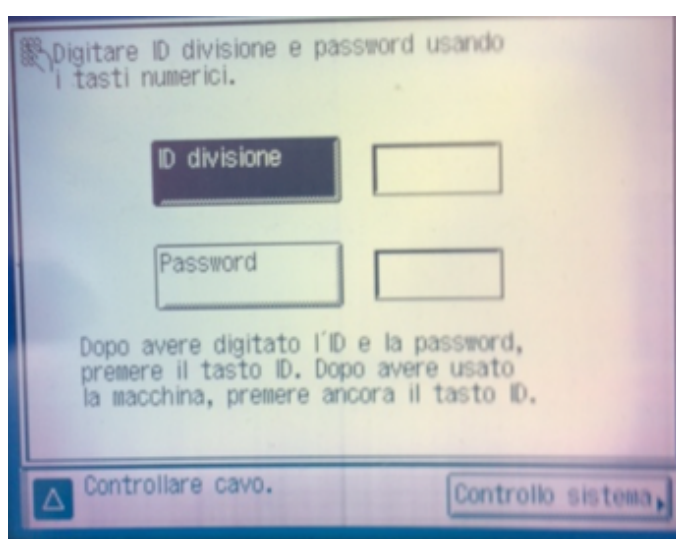 Digitare ID divisione e password usando
i tasti numerici.
ID divisione
Password
Dopo avere digitato l'ID e la password,
premere il tasto ID. Dopo avere usato
la macchina, premere ancora il tasto ID.
Controllare cavo.
Controllo sistema